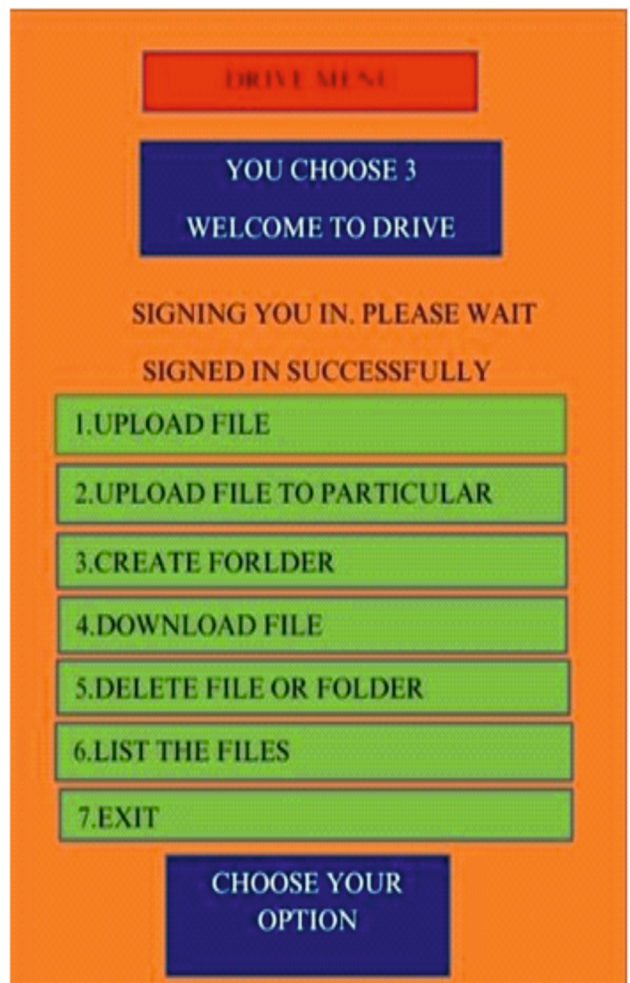 DRIVE MENU
YOU CHOOSE 3
WELCOME TO DRIVE
SIGNING YOU IN. PLEASE WAIT
SIGNED IN SUCCESSFULLY
1.UPLOAD FILE
2.UPLOAD FILE TO PARTICULAR
3.CREATE FORLDER
4.DOWNLOAD FILE
5.DELETE FILE OR FOLDER
6.LIST THE FILES
7.EXIT
CHOOSE YOUR
OPTION